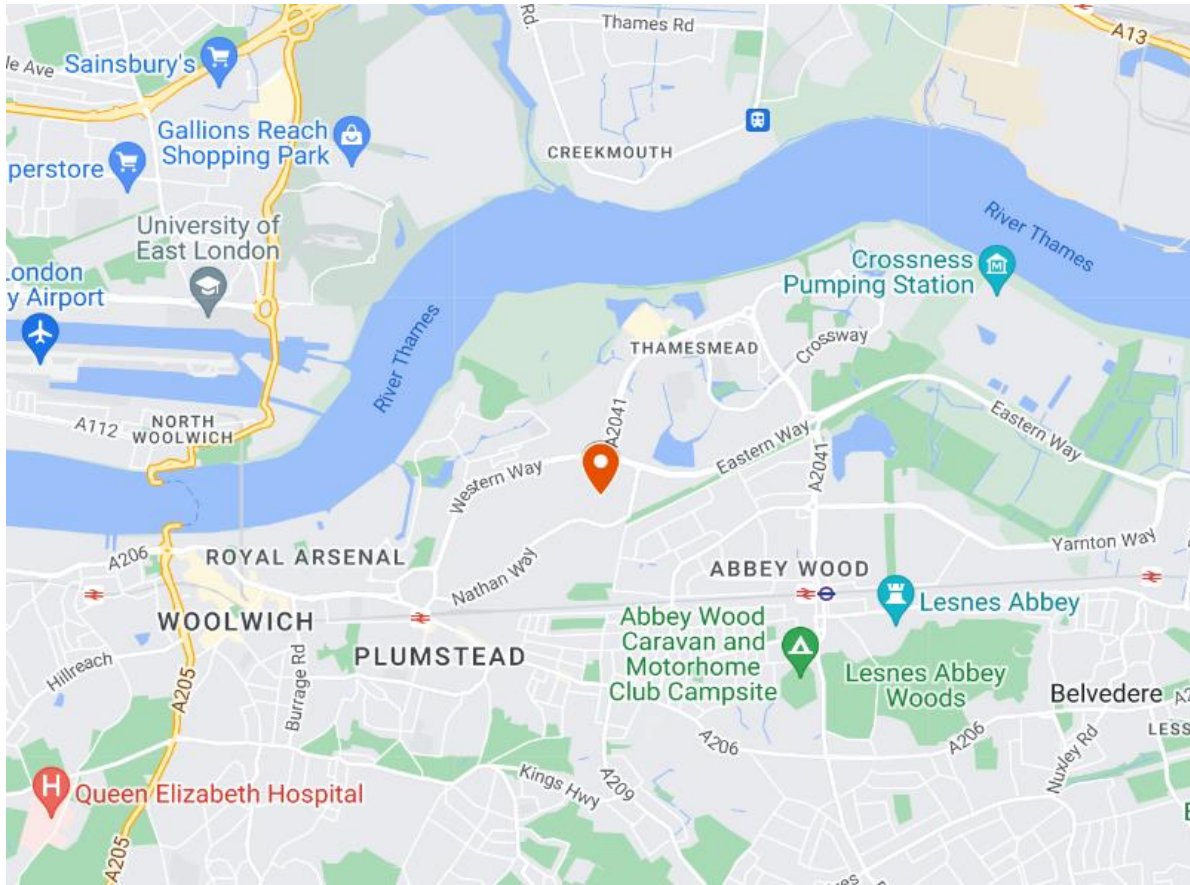 Rd.
Thames Rd
A13
Sainsbury's
le Ave
Gallions Reach
Shopping Park
CREEKMOUTH
perstore
University of
East London
River Thames
Crossness
Pumping Station
London
y Airport
River Thames
THAMESMEAD
Crossway
A112
NORTH
WOOLWICH
A2041
Eastern Way
Western Way
Eastern Way
A2041
A206
ROYAL ARSENAL
Nathan Way
ABBEY WOOD
Yarnton Way
WOOLWICH
Lesnes Abbey
Abbey Wood
Caravan and
Motorhome
Club Campsite
Hillreach
A205
Burrage Rd
PLUMSTEAD
Lesnes Abbey
Woods
Belvedere
A2
LESS
A206
A206
Nuxley Rd
Kings Hwy
A209
Queen Elizabeth Hospital
A205